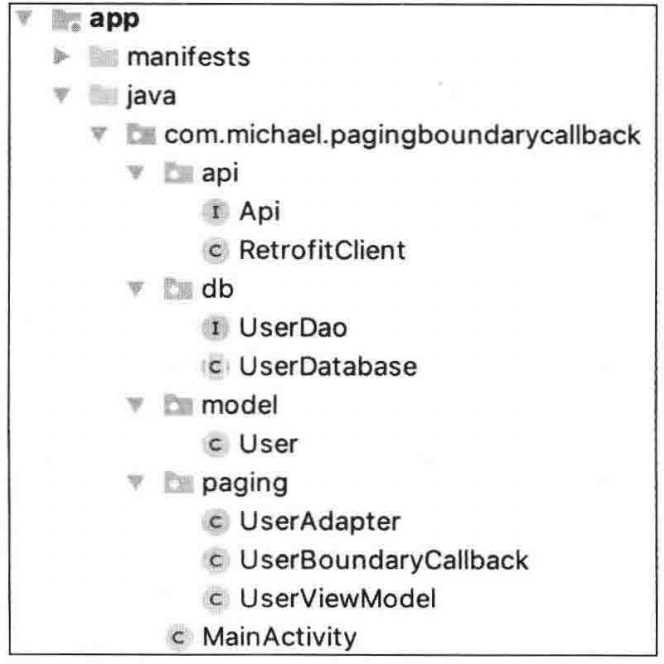 app
manifests
java
com.michael.pagingboundarycallback
api
I Api
C RetrofitClient
db
I UserDao
C UserDatabase
model
C User
paging
C UserAdapter
C UserBoundaryCallback
C UserViewModel
C MainActivity